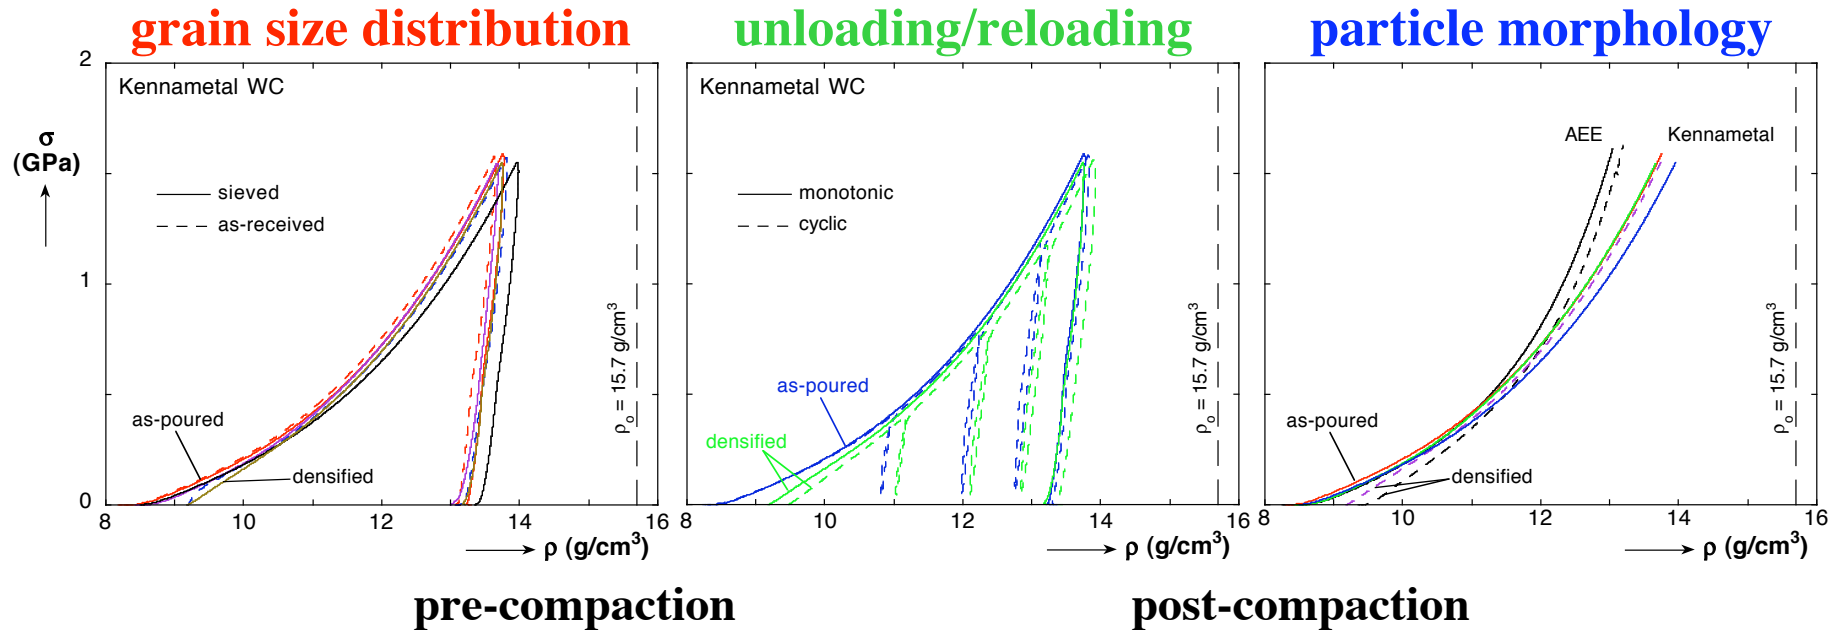 grain size distribution
unloading/reloading
particle morphology
2
1
0
σ
(GPa)
Kennametal WC
sieved
as-received
as-poured
densified
ρo = 15.7 g/cm3
8 10 12 14 16
ρ (g/cm3)
Kennametal WC
monotonic
cyclic
as-poured
densified
ρo = 15.7 g/cm3
10 12 14 16
ρ (g/cm3)
AEE
Kennametal
as-poured
densified
ρo = 15.7 g/cm3
8 10 12 14 16
ρ (g/cm3)
pre-compaction
post-compaction